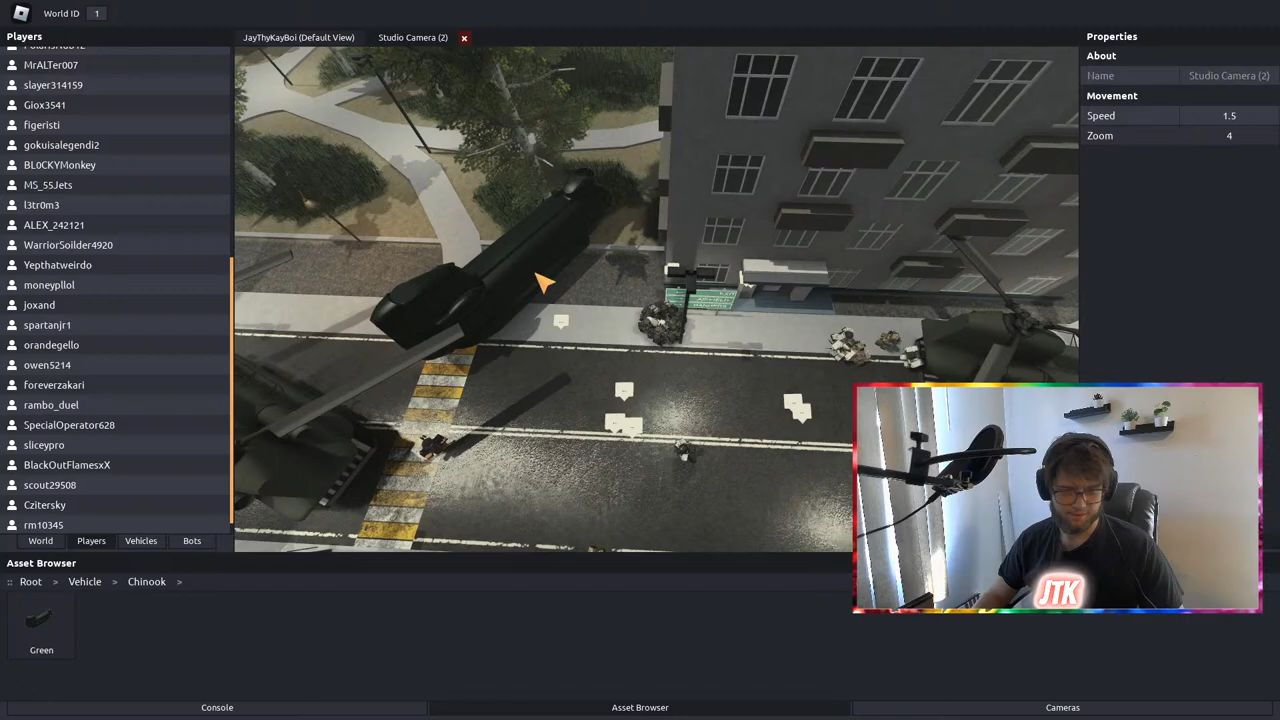 World ID 1
Players
JayThyKayBoi (Default View)
Studio Camera (2)
Properties
MrALTer007
slayer314159
Giox3541
figeristi
gokuisalegendi2
BL0CKYMonkey
MS_55Jets
l3tr0m3
ALEX_242121
WarriorSoilder4920
Yepthatweirdo
moneypllol
joxand
spartanjr1
orandegello
owen5214
foreverzakari
rambo_duel
SpecialOperator628
sliceypro
BlackOutFlamesxX
scout29508
Czitersky
rm10345
World
Players
Vehicles
Bots
About
Name Studio Camera (2)
Movement
Speed 1.5
Zoom 4
JTK
Asset Browser
:: Root > Vehicle > Chinook >
Green
Console
Asset Browser
Cameras